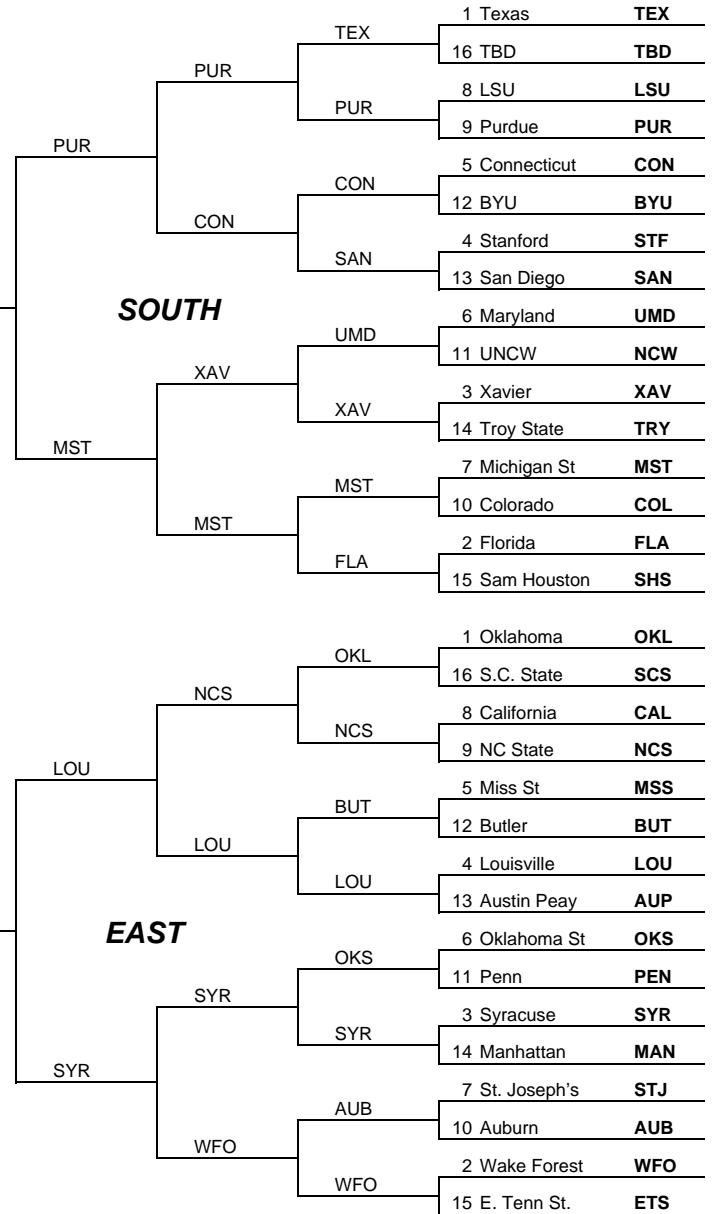 1 Texas TEX
TEX
16 TBD TBD
PUR
8 LSU LSU
PUR
9 Purdue PUR
PUR
5 Connecticut CON
CON
12 BYU BYU
CON
4 Stanford STF
SAN
13 San Diego SAN
SOUTH
6 Maryland UMD
UMD
11 UNCW NCW
XAV
3 Xavier XAV
XAV
14 Troy State TRY
MST
7 Michigan St MST
MST
10 Colorado COL
MST
2 Florida FLA
FLA
15 Sam Houston SHS
1 Oklahoma OKL
OKL
16 S.C. State SCS
NCS
8 California CAL
NCS
9 NC State NCS
LOU
5 Miss St MSS
BUT
12 Butler BUT
LOU
4 Louisville LOU
LOU
13 Austin Peay AUP
EAST
6 Oklahoma St OKS
OKS
11 Penn PEN
SYR
3 Syracuse SYR
SYR
14 Manhattan MAN
SYR
7 St. Joseph's STJ
AUB
10 Auburn AUB
WFO
2 Wake Forest WFO
WFO
15 E. Tenn St. ETS